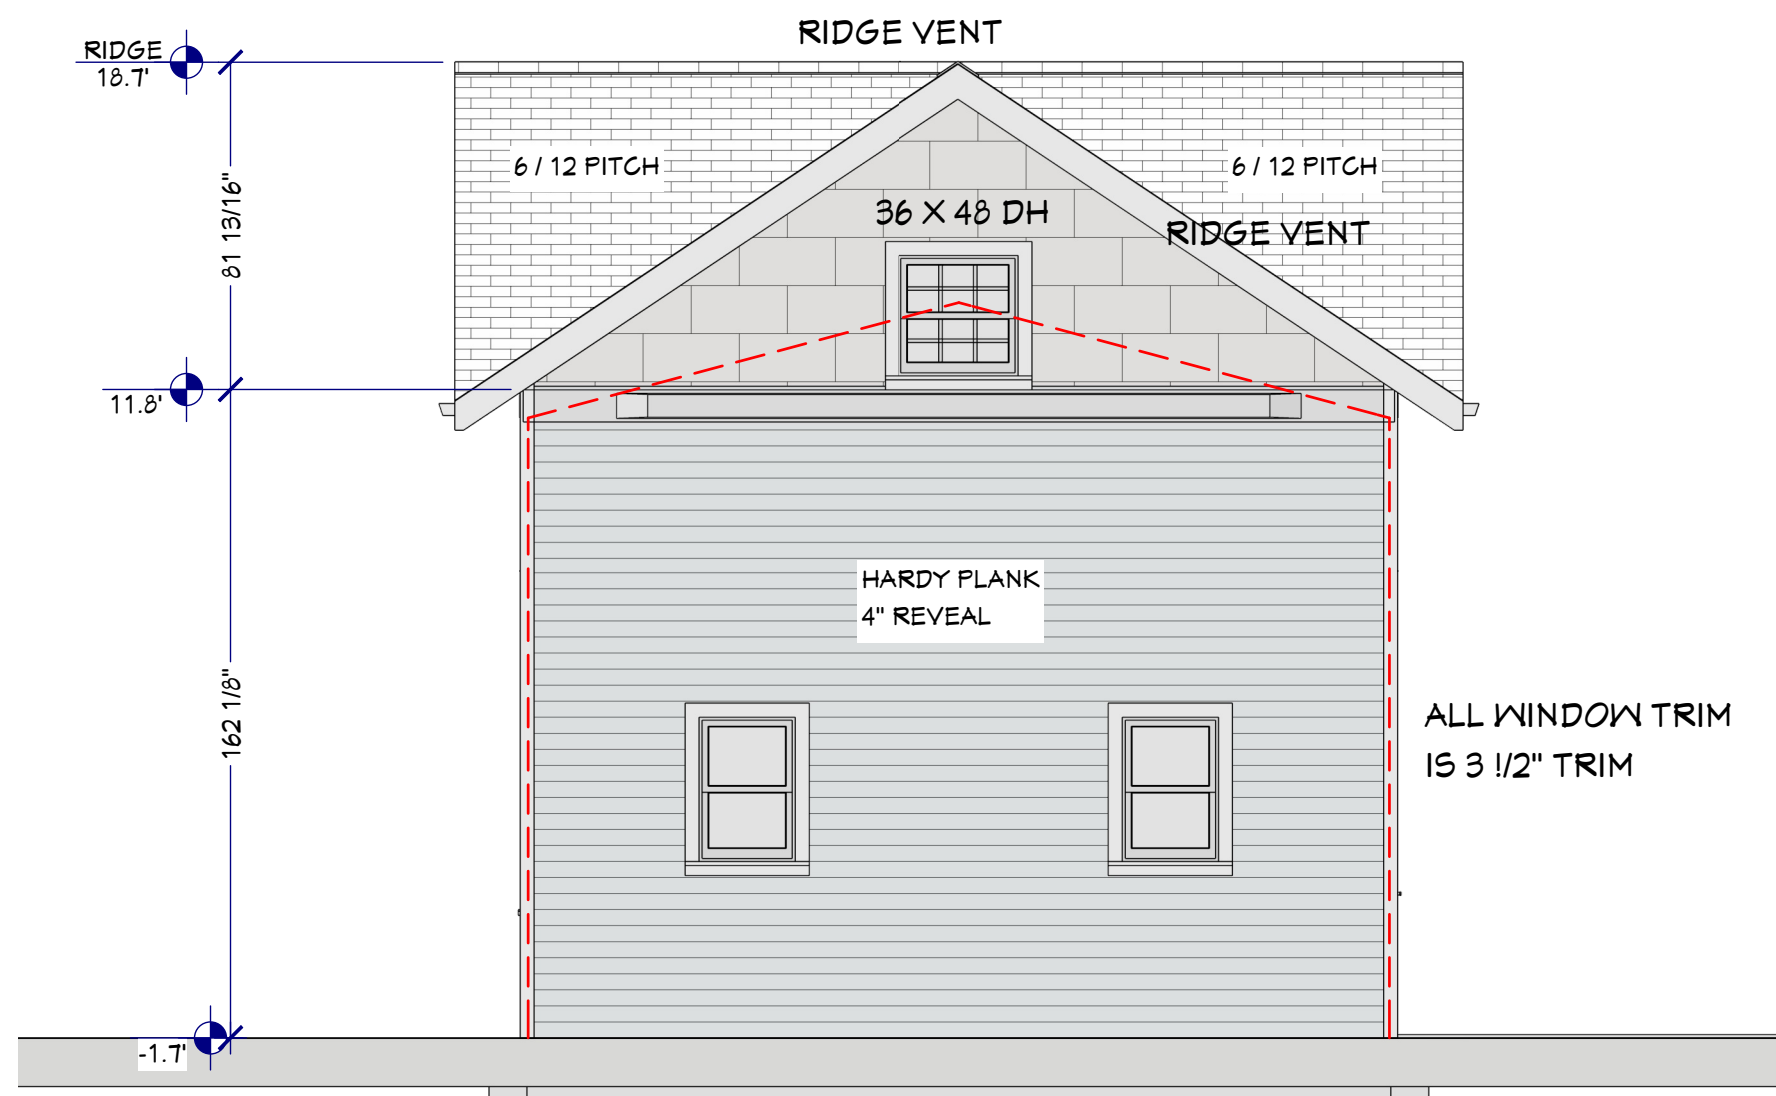 RIDGE VENT
RIDGE
18.7'
6 / 12 PITCH
6 / 12 PITCH
81 13/16"
36 X 48 DH
RIDGE VENT
11.8'
HARDY PLANK
4" REVEAL
162 1/8"
ALL WINDOW TRIM
IS 3 !/2" TRIM
-1.7'